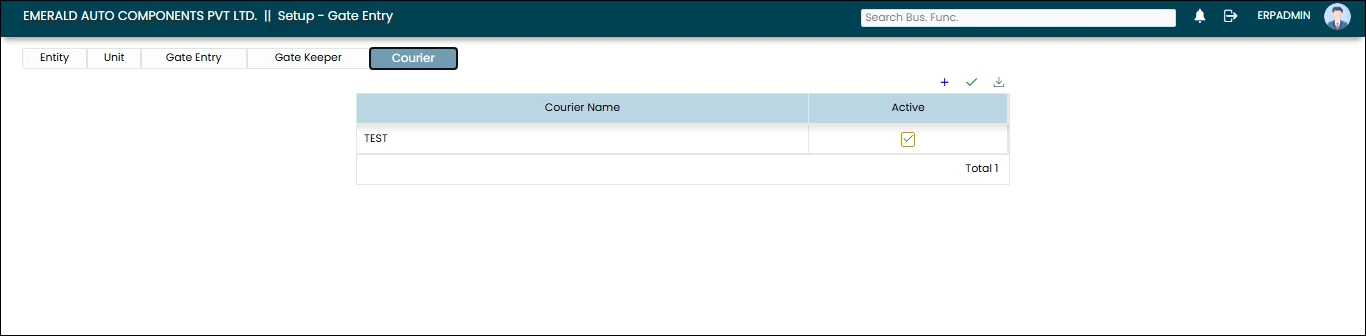 EMERALD AUTO COMPONENTS PVT LTD. || Setup - Gate Entry Search Bus. Func. ERPADMIN
Entity Unit Gate Entry Gate Keeper Courier
Courier Name Active
TEST
Total 1